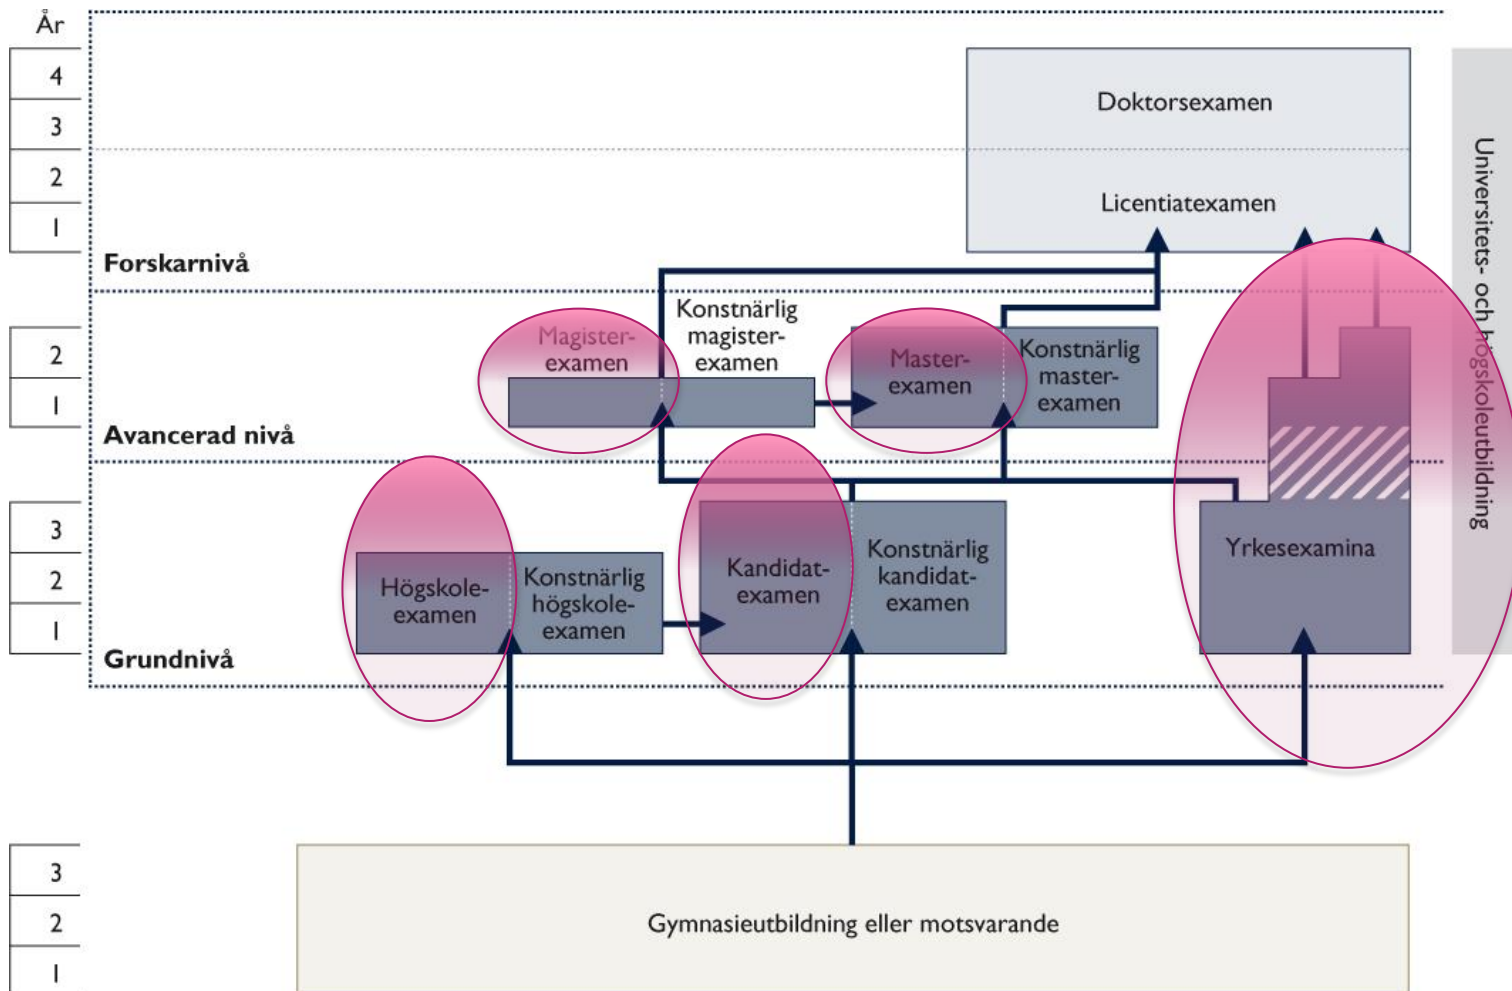 År
4
3
2
1
Doktorsexamen
Licentiatexamen
Forskarnivå
2
1
Magister-
examen
Konstnärlig
magister-
examen
Master-
examen
Konstnärlig
master-
examen
Avancerad nivå
3
2
1
Högskole-
examen
Konstnärlig
högskole-
examen
Kandidat-
examen
Konstnärlig
kandidat-
examen
Yrkesexamina
Grundnivå
Universitets- och högskoleutbildning
3
2
1
Gymnasieutbildning eller motsvarande